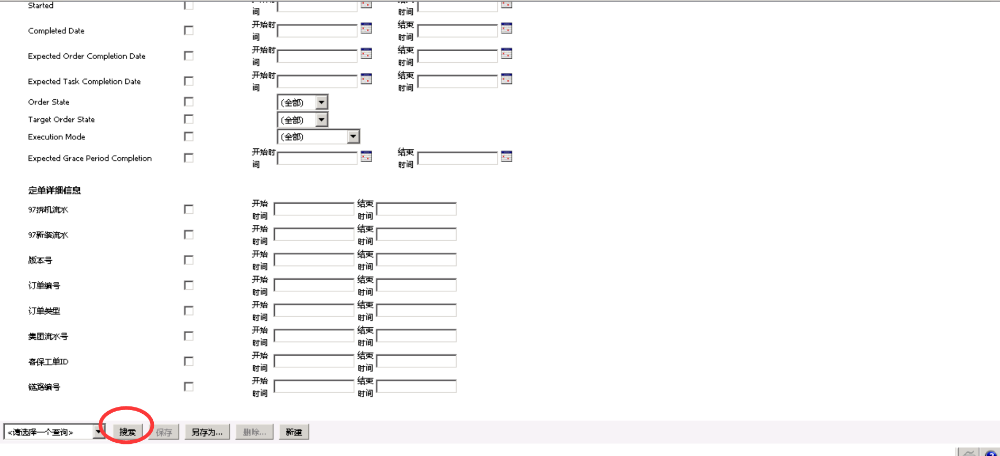 Started 间 时间
Completed Date 开始时间 结束时间
Expected Order Completion Date 开始时间 结束时间
Expected Task Completion Date 开始时间 结束时间
Order State (全部)
Target Order State (全部)
Execution Mode (全部)
Expected Grace Period Completion 开始时间 结束时间
定单详细信息
97拆机流水 开始时间 结束时间
97新装流水 开始时间 结束时间
版本号 开始时间 结束时间
订单编号 开始时间 结束时间
订单类型 开始时间 结束时间
集团流水号 开始时间 结束时间
客保工单ID 开始时间 结束时间
链路编号 开始时间 结束时间
<请选择一个查询> 搜索 保存 另存为... 删除... 新建